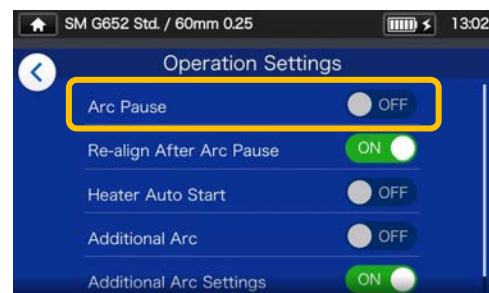 SM G652 Std. / 60mm 0.25 13:02
Operation Settings
Arc Pause OFF
Re-align After Arc Pause ON
Heater Auto Start OFF
Additional Arc OFF
Additional Arc Settings ON